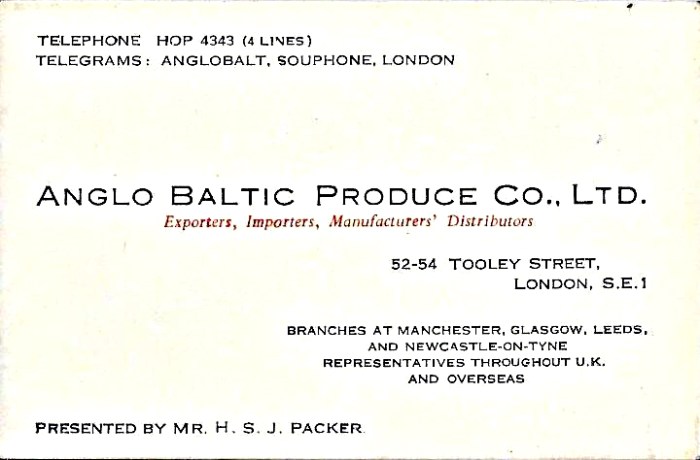 TELEPHONE HOP 4343 (4 LINES)
TELEGRAMS: ANGLOBALT, SOUPHONE, LONDON
ANGLO BALTIC PRODUCE CO., LTD.
Exporters, Importers, Manufacturers' Distributors
52-54 TOOLEY STREET,
LONDON, S.E.1
BRANCHES AT MANCHESTER, GLASGOW, LEEDS,
AND NEWCASTLE-ON-TYNE
REPRESENTATIVES THROUGHOUT U.K.
AND OVERSEAS
PRESENTED BY MR. H. S. J. PACKER